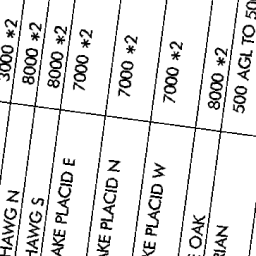 3000 *2
HAWG N 8000 *2
HAWG S 8000 *2
AKE PLACID E 7000 *2
AKE PLACID N 7000 *2
KE PLACID W 7000 *2
E OAK 8000 *2
RIAN 500 AGL TO 50